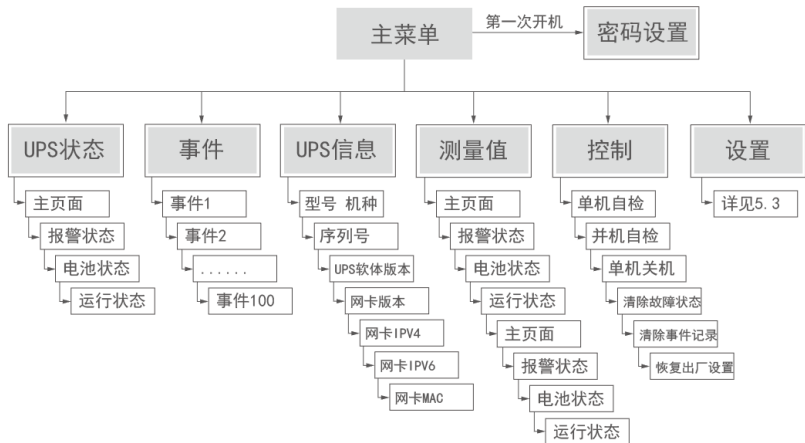 主菜单
第一次开机
密码设置
UPS状态
事件
UPS信息
测量值
控制
设置
主页面
报警状态
电池状态
运行状态
事件1
事件2
......
事件100
型号 机种
序列号
UPS软体版本
网卡版本
网卡IPV4
网卡IPV6
网卡MAC
主页面
报警状态
电池状态
运行状态
主页面
报警状态
电池状态
运行状态
单机自检
并机自检
单机关机
清除故障状态
清除事件记录
恢复出厂设置
详见5.3